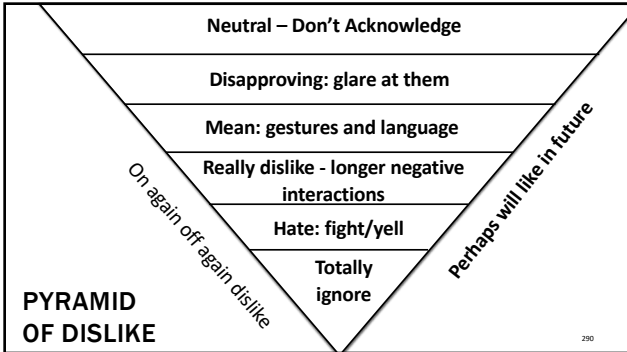 Neutral – Don’t Acknowledge
Disapproving: glare at them
Mean: gestures and language
Really dislike - longer negative
interactions
Hate: fight/yell
Totally
ignore
On again off again dislike
Perhaps will like in future
PYRAMID
OF DISLIKE
290